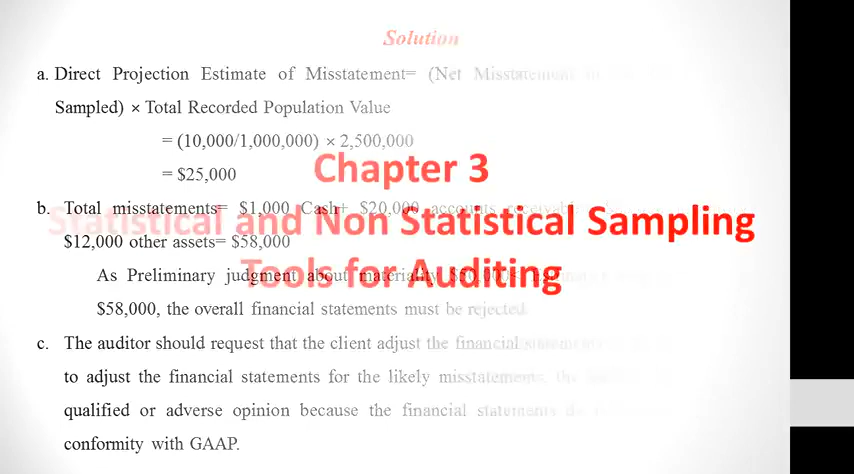 Solution
a. Direct Projection Estimate of Misstatement= (Net Misstatement in
Sampled) × Total Recorded Population Value
= (10,000/1,000,000) × 2,500,000
= $25,000
Chapter 3
b. Total misstatements= $1,000 Cash+ $20,000 accounts receivable
Statistical and Non Statistical Sampling
$12,000 other assets= $58,000
Tools for Auditing
As Preliminary judgment about materiality
$58,000, the overall financial statements must be rejected.
c. The auditor should request that the client adjust the financial statements
to adjust the financial statements for the likely misstatements, the
qualified or adverse opinion because the financial statements
conformity with GAAP.